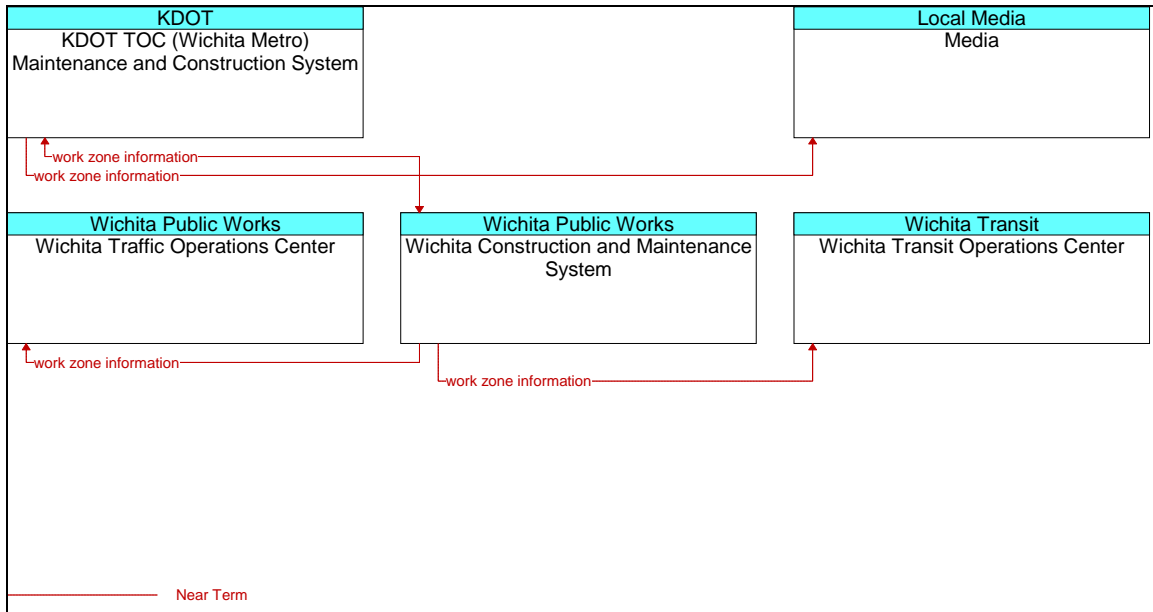 KDOT
KDOT TOC (Wichita Metro)
Maintenance and Construction System
Local Media
Media
work zone information
work zone information
Wichita Public Works
Wichita Traffic Operations Center
Wichita Public Works
Wichita Construction and Maintenance
System
Wichita Transit
Wichita Transit Operations Center
work zone information
work zone information
Near Term